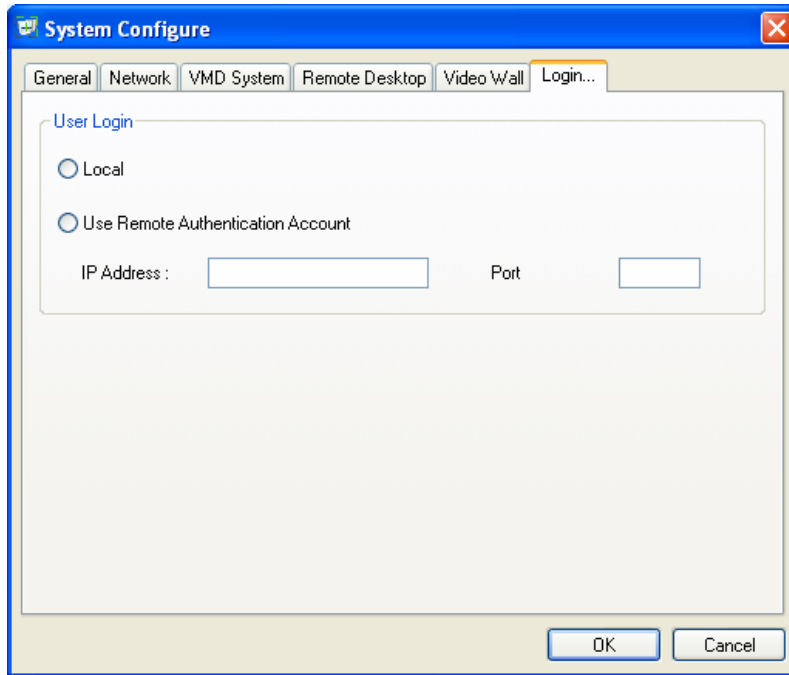 System Configure
General Network VMD System Remote Desktop Video Wall Login...
User Login
Local
Use Remote Authentication Account
IP Address : Port
OK Cancel